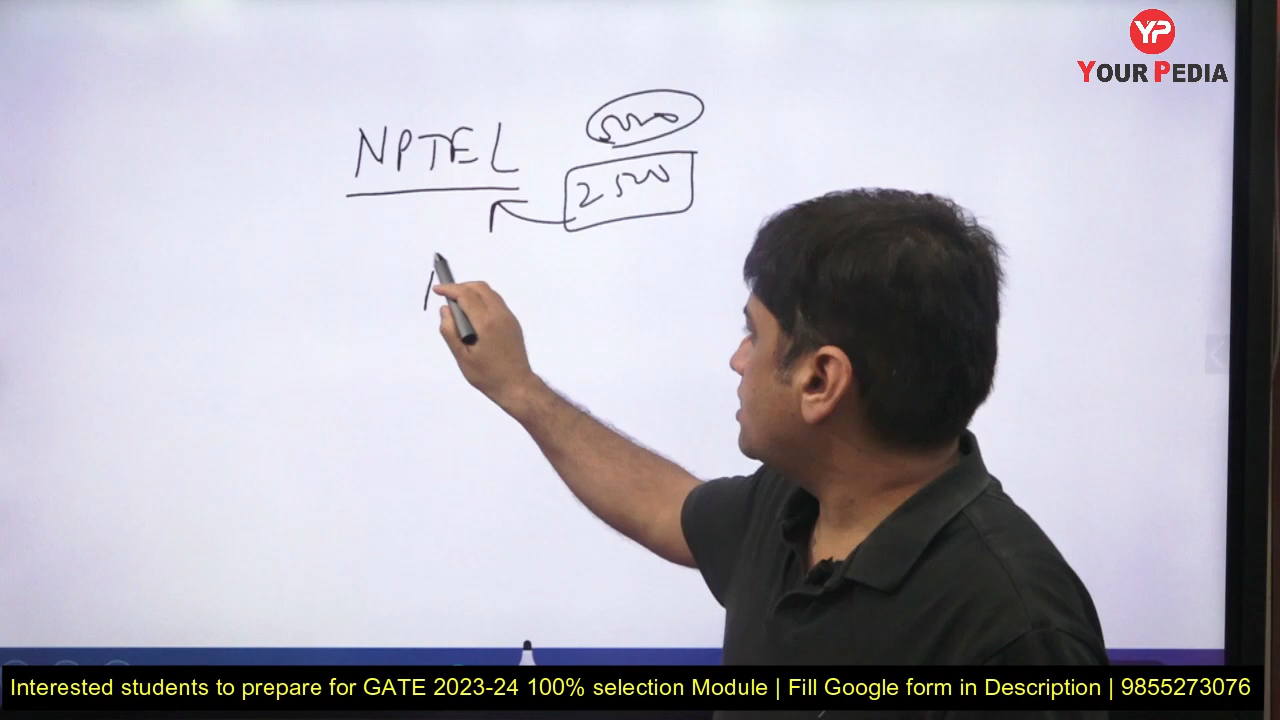 YP
YOUR PEDIA
NPTEL
5000
2500
Interested students to prepare for GATE 2023-24 100% selection Module | Fill Google form in Description | 9855273076